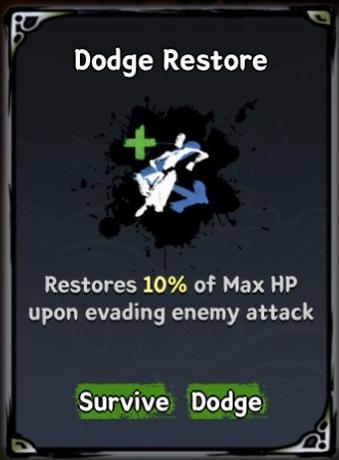 Dodge Restore
Restores 10% of Max HP
upon evading enemy attack
Survive Dodge